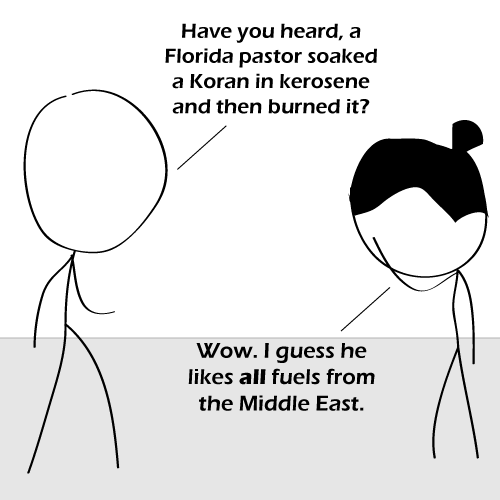 Have you heard, a
Florida pastor soaked
a Koran in kerosene
and then burned it?
Wow. I guess he
likes all fuels from
the Middle East.